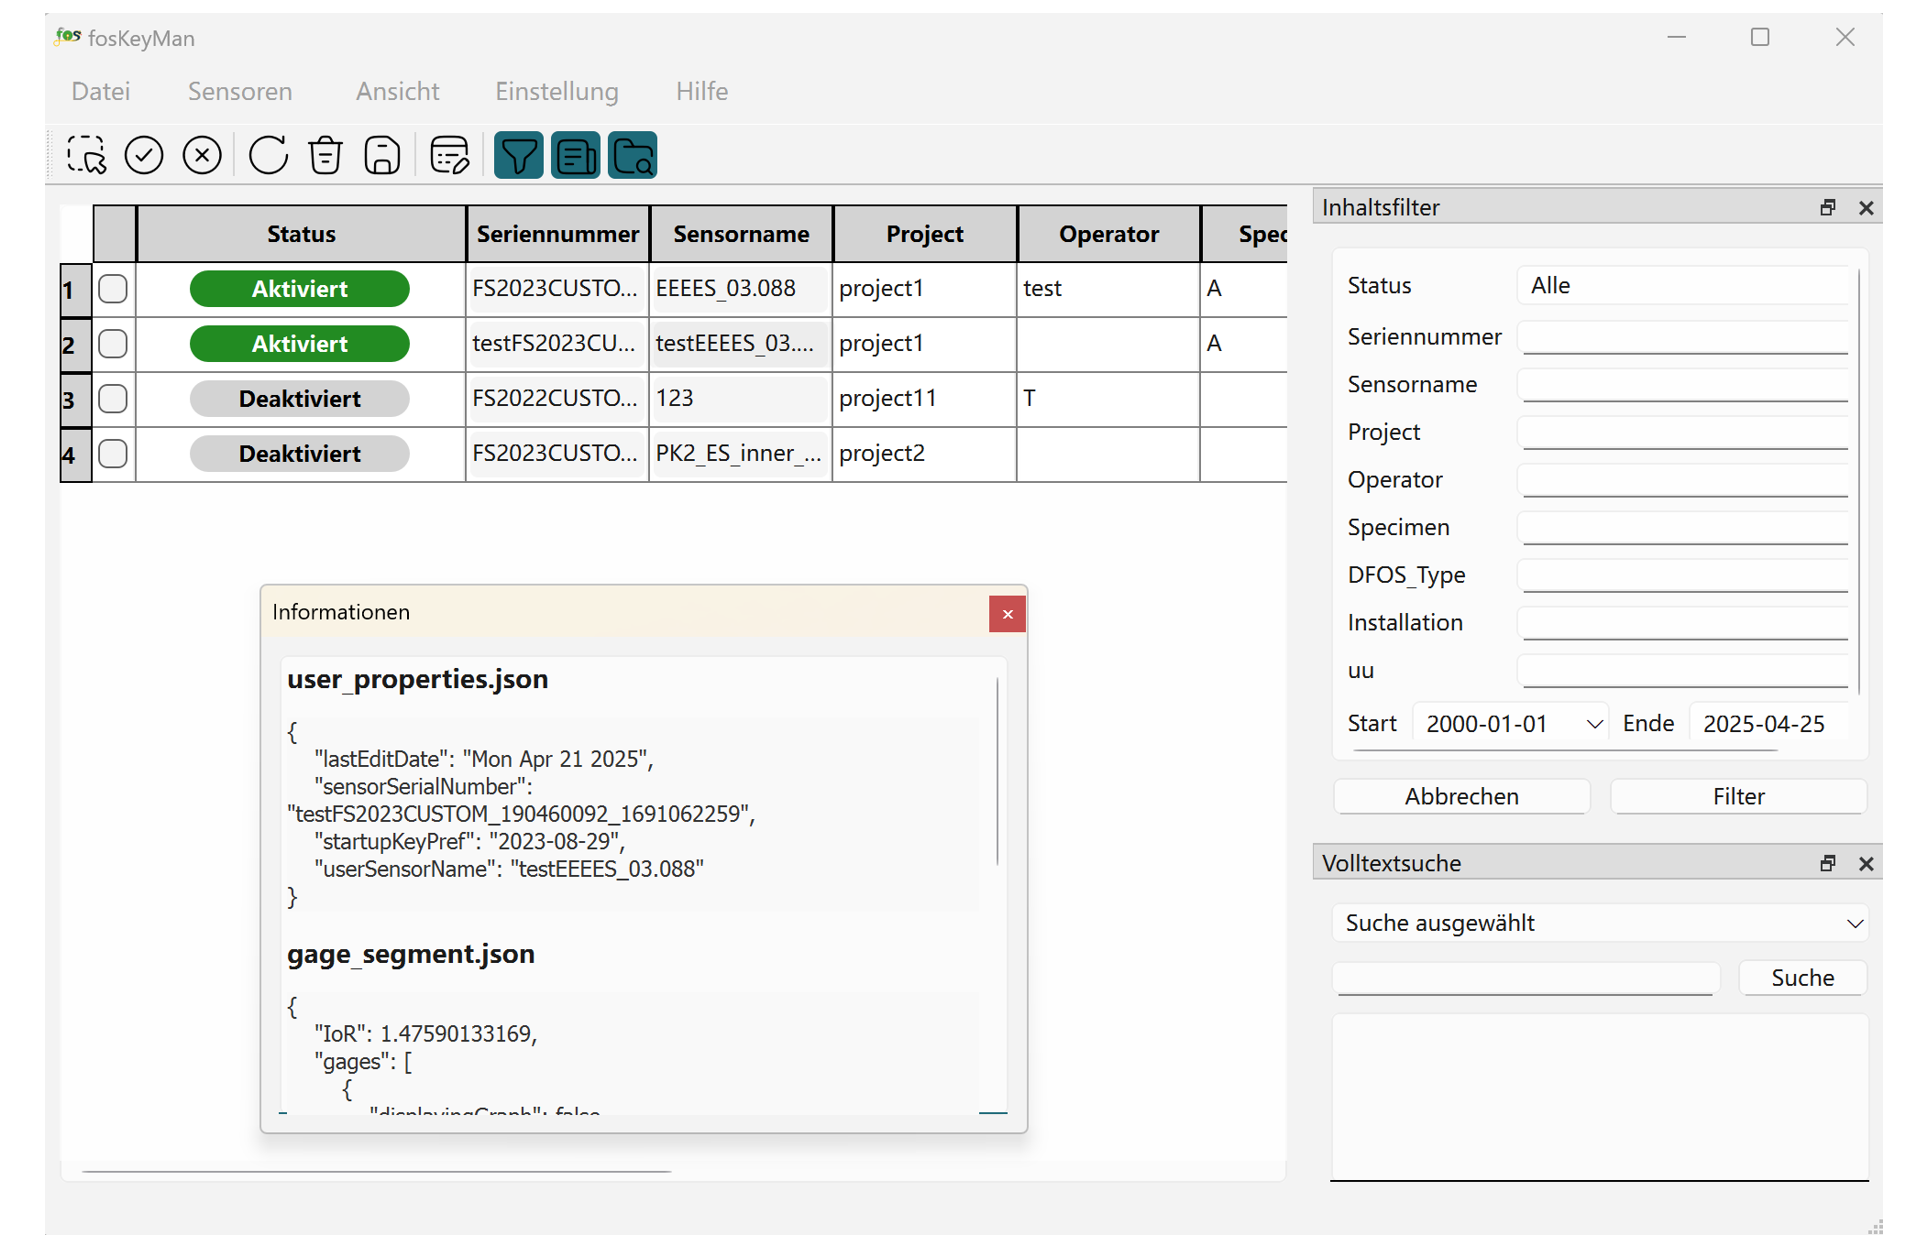 fos fosKeyMan
Datei Sensoren Ansicht Einstellung Hilfe
Status Seriennummer Sensorname Project Operator Spec
1 Aktiviert FS2023CUSTO... EEEES_03.088 project1 test A
2 Aktiviert testFS2023CU... testEEEES_03.... project1 A
3 Deaktiviert FS2022CUSTO... 123 project11 T
4 Deaktiviert FS2023CUSTO... PK2_ES_inner_... project2
Informationen
user_properties.json
{
"lastEditDate": "Mon Apr 21 2025",
"sensorSerialNumber":
"testFS2023CUSTOM_190460092_1691062259",
"startupKeyPref": "2023-08-29",
"userSensorName": "testEEEES_03.088"
}
gage_segment.json
{
"IoR": 1.47590133169,
"gages": [
{
"displayingGraph": false
Inhaltsfilter
Status Alle
Seriennummer
Sensorname
Project
Operator
Specimen
DFOS_Type
Installation
uu
Start 2000-01-01 Ende 2025-04-25
Abbrechen Filter
Volltextsuche
Suche ausgewählt
Suche